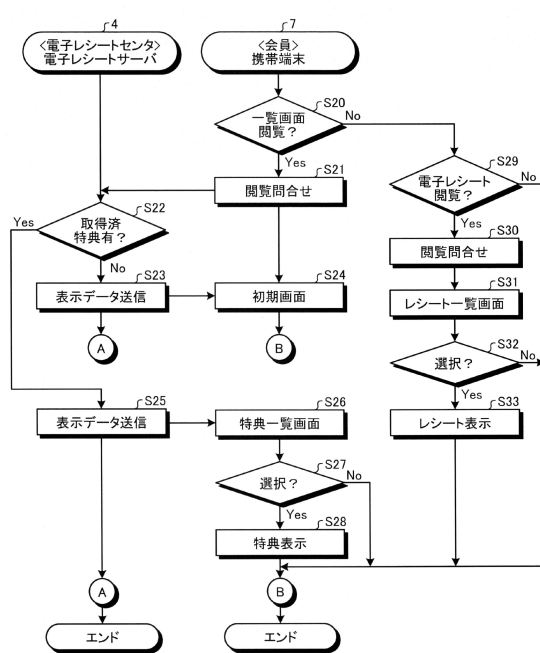 4
<電子レシートセンタ>
電子レシートサーバ
7
<会員>
携帯端末
S20
一覧画面
閲覧?
No
Yes
S21
閲覧問合せ
S29
電子レシート
閲覧?
No
Yes
S22
取得済
特典有?
Yes
No
S30
閲覧問合せ
S23
表示データ送信
S24
初期画面
S31
レシート一覧画面
A
B
S32
選択?
No
Yes
S25
表示データ送信
S26
特典一覧画面
S33
レシート表示
S27
選択?
No
Yes
S28
特典表示
A
B
エンド
エンド